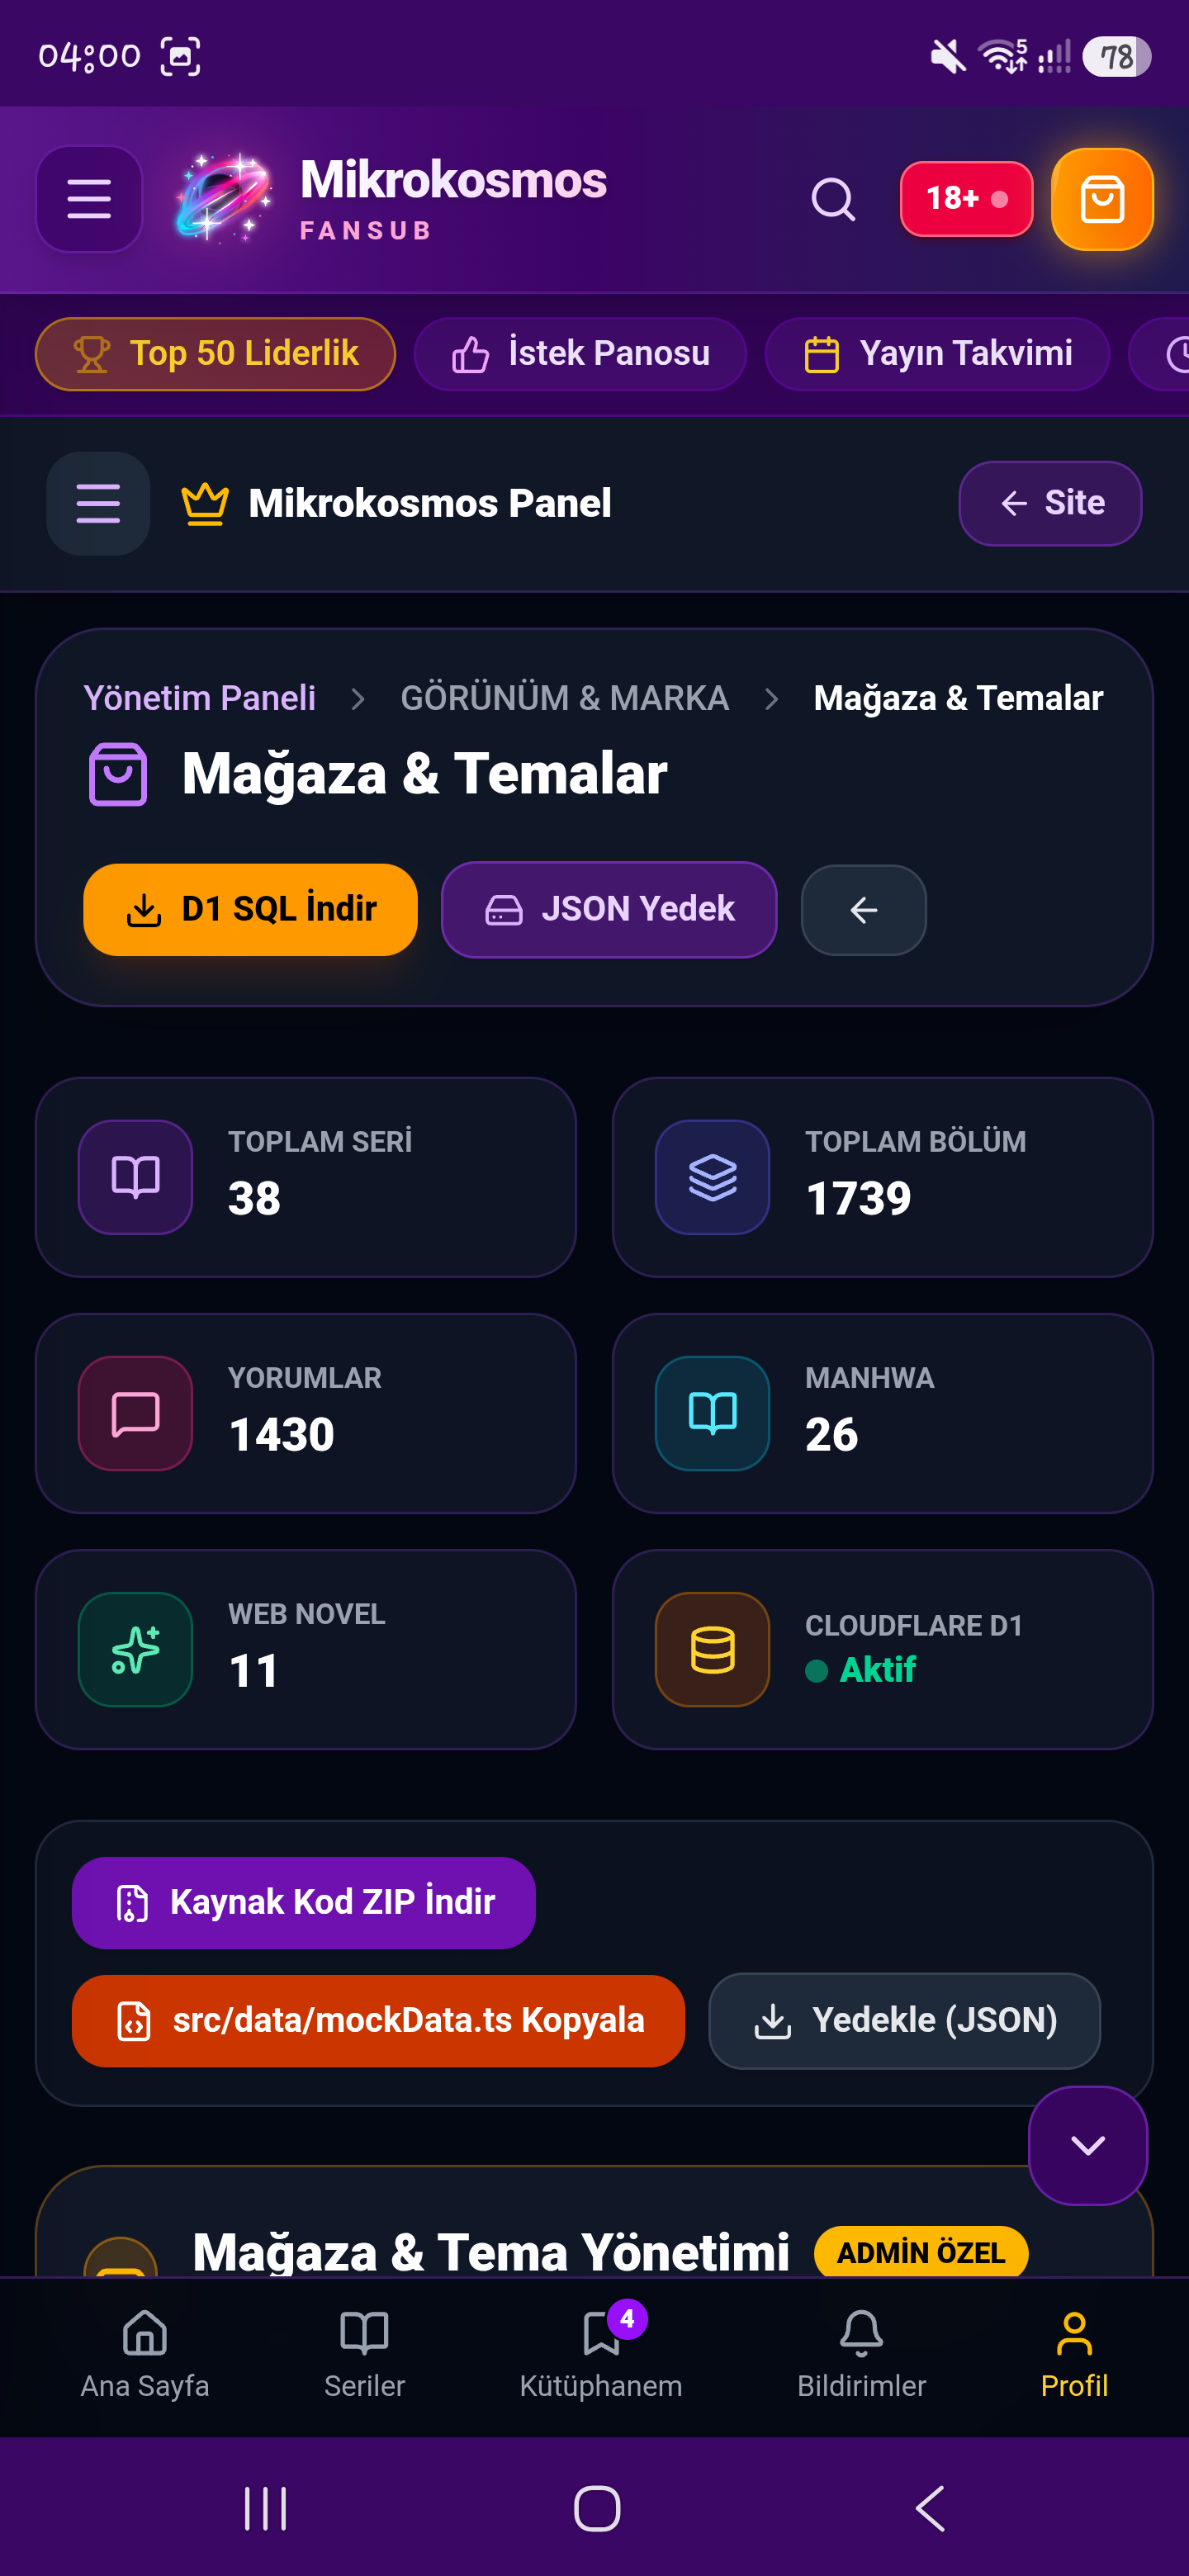 04:00
5
78
Mikrokosmos
FANSUB
18+
Top 50 Liderlik
İstek Panosu
Yayın Takvimi
Mikrokosmos Panel
Site
Yönetim Paneli
GÖRÜNÜM & MARKA
Mağaza & Temalar
Mağaza & Temalar
D1 SQL İndir
JSON Yedek
TOPLAM SERİ
38
TOPLAM BÖLÜM
1739
YORUMLAR
1430
MANHWA
26
WEB NOVEL
11
CLOUDFLARE D1
Aktif
Kaynak Kod ZIP İndir
src/data/mockData.ts Kopyala
Yedekle (JSON)
Mağaza & Tema Yönetimi
ADMİN ÖZEL
4
Ana Sayfa
Seriler
Kütüphanem
Bildirimler
Profil